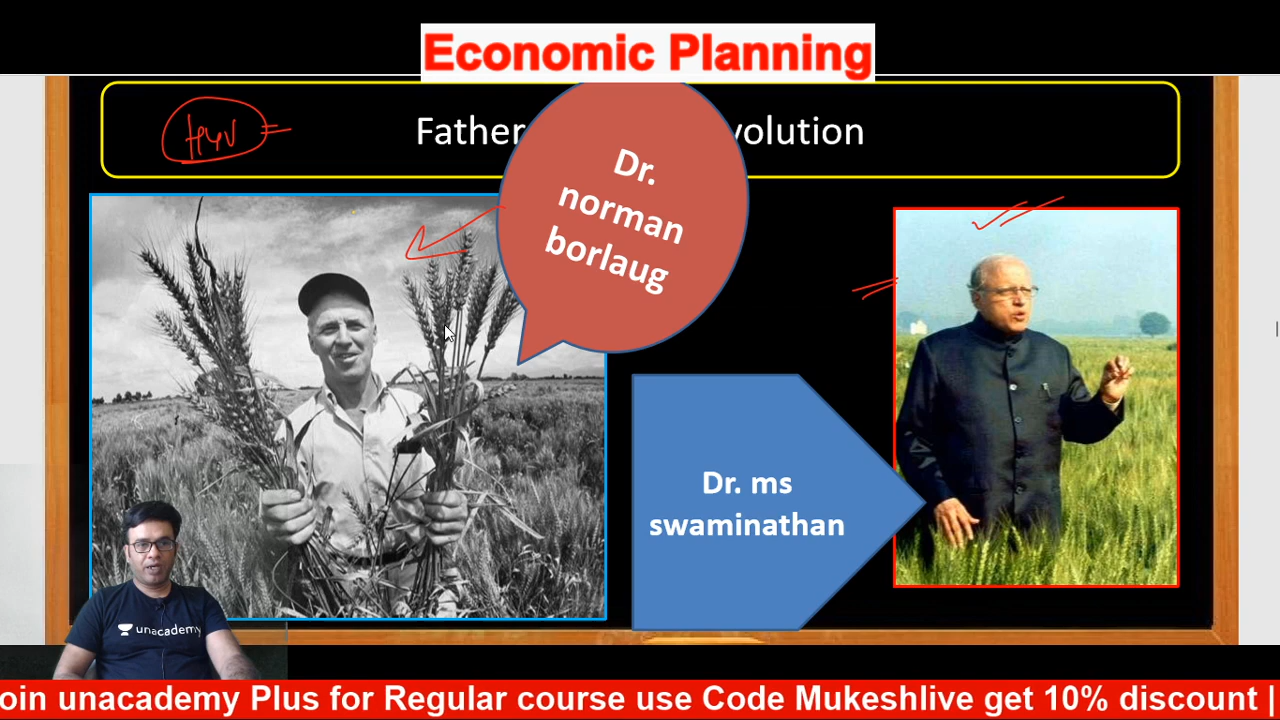 Economic Planning
HYV
Father volution
Dr.
norman
borlaug
Dr. ms
swaminathan
unacademy
oin unacademy Plus for Regular course use Code Mukeshlive get 10% discount |